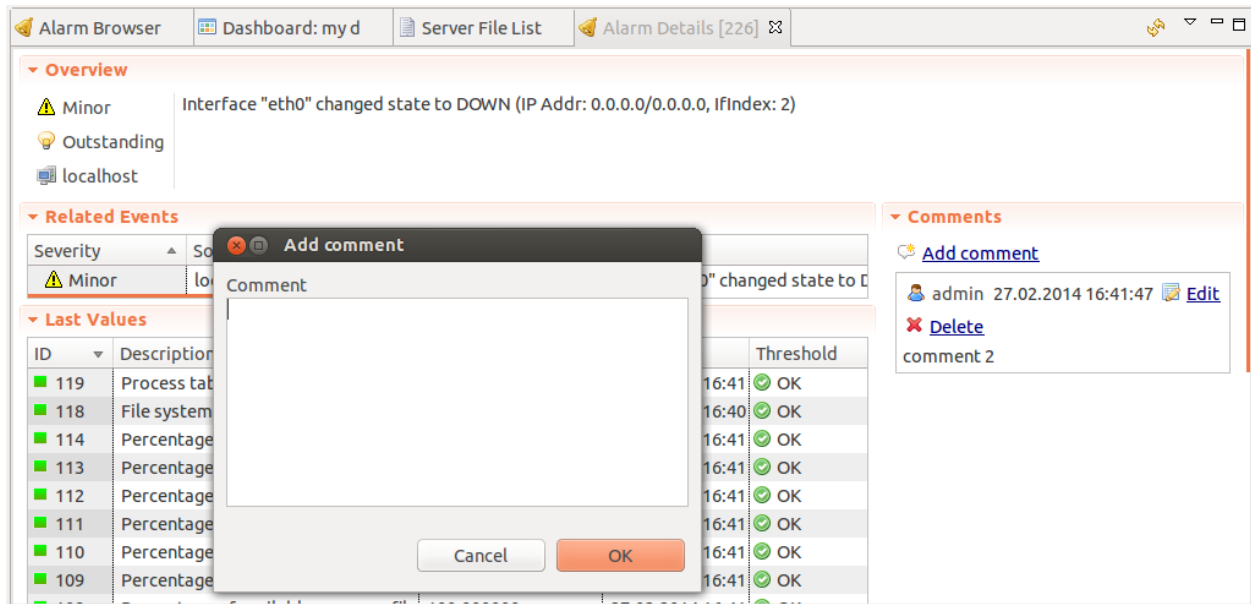 Alarm Browser Dashboard: my d Server File List Alarm Details [226]
Overview
Minor Interface "eth0" changed state to DOWN (IP Addr: 0.0.0.0/0.0.0.0, IfIndex: 2)
Outstanding
localhost
Related Events
Severity
Minor changed state to
Last Values
ID Description Threshold
119 Process 16:41 OK
118 File system 16:40 OK
114 Percentage 16:41 OK
113 Percentage 16:41 OK
112 Percentage 16:41 OK
111 Percentage 16:41 OK
110 Percentage 16:41 OK
109 Percentage 16:41 OK
Add comment
Comment
Cancel OK
Comments
Add comment
admin 27.02.2014 16:41:47 Edit
Delete
comment 2